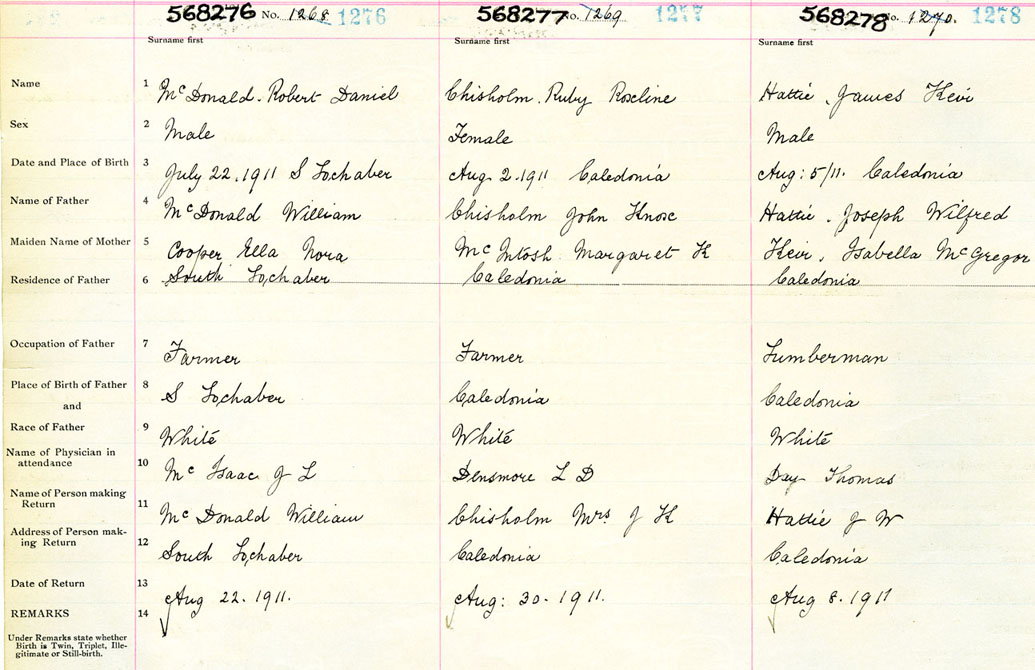 568276 No. 1268 1276 568277 No. 1269 1277 568278 No. 1270. 1278
Surname first Surname first Surname first
Name 1 McDonald. Robert Daniel Chisholm. Ruby Roseline Hattie, James Keir
Sex 2 Male Female Male
Date and Place of Birth 3 July 22. 1911 S Lochaber Aug. 2. 1911 Caledonia Aug: 5/11. Caledonia
Name of Father 4 McDonald William Chisholm John Knox Hattie. Joseph Wilfred
Maiden Name of Mother 5 Cooper Ella Nora McIntosh Margaret K Keir, Isabella McGregor
Residence of Father 6 South Lochaber Caledonia Caledonia
Occupation of Father 7 Farmer Farmer Lumberman
Place of Birth of Father 8 S Lochaber Caledonia Caledonia
and
Race of Father 9 White White White
Name of Physician in
attendance 10 McIsaac J L Densmore L D Day Thomas
Name of Person making
Return 11 McDonald William Chisholm Mrs J K Hattie J W
Address of Person mak-
ing Return 12 South Lochaber Caledonia Caledonia
Date of Return 13 Aug 22. 1911. Aug: 30. 1911. Aug 8. 1911
REMARKS 14
Under Remarks state whether
Birth is Twin, Triplet, Ille-
gitimate or Still-birth.